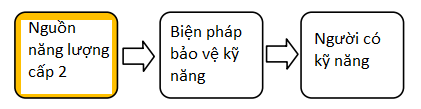 Nguồn
năng lượng
cấp 2
Biện pháp
bảo vệ kỹ
năng
Người có
kỹ năng